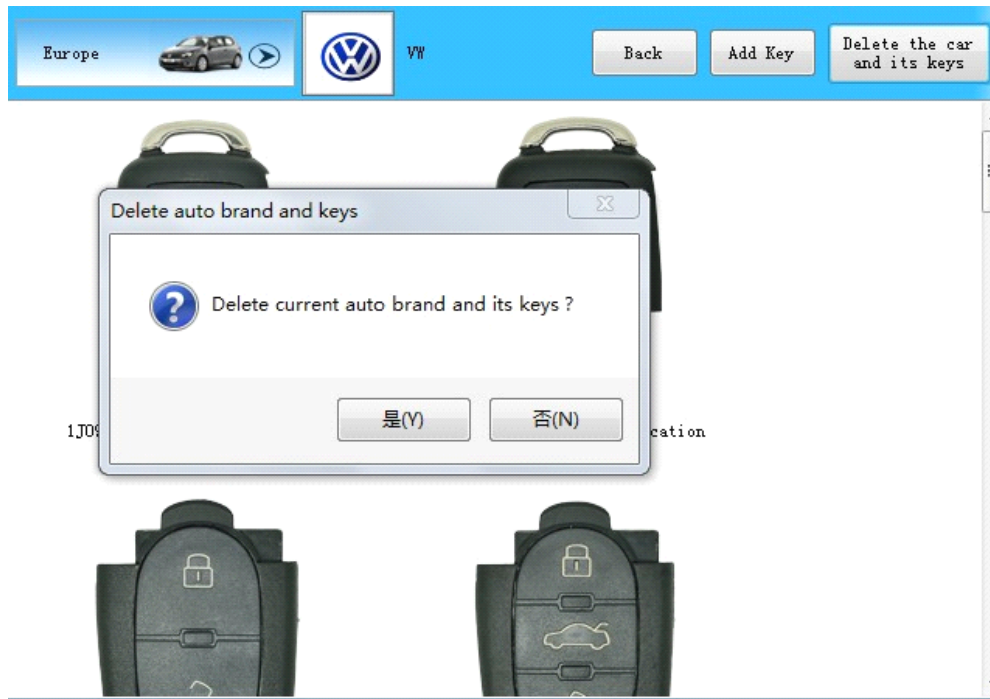 Europe
VW
Back
Add Key
Delete the car
and its keys
Delete auto brand and keys
Delete current auto brand and its keys ?
是(Y)
否(N)